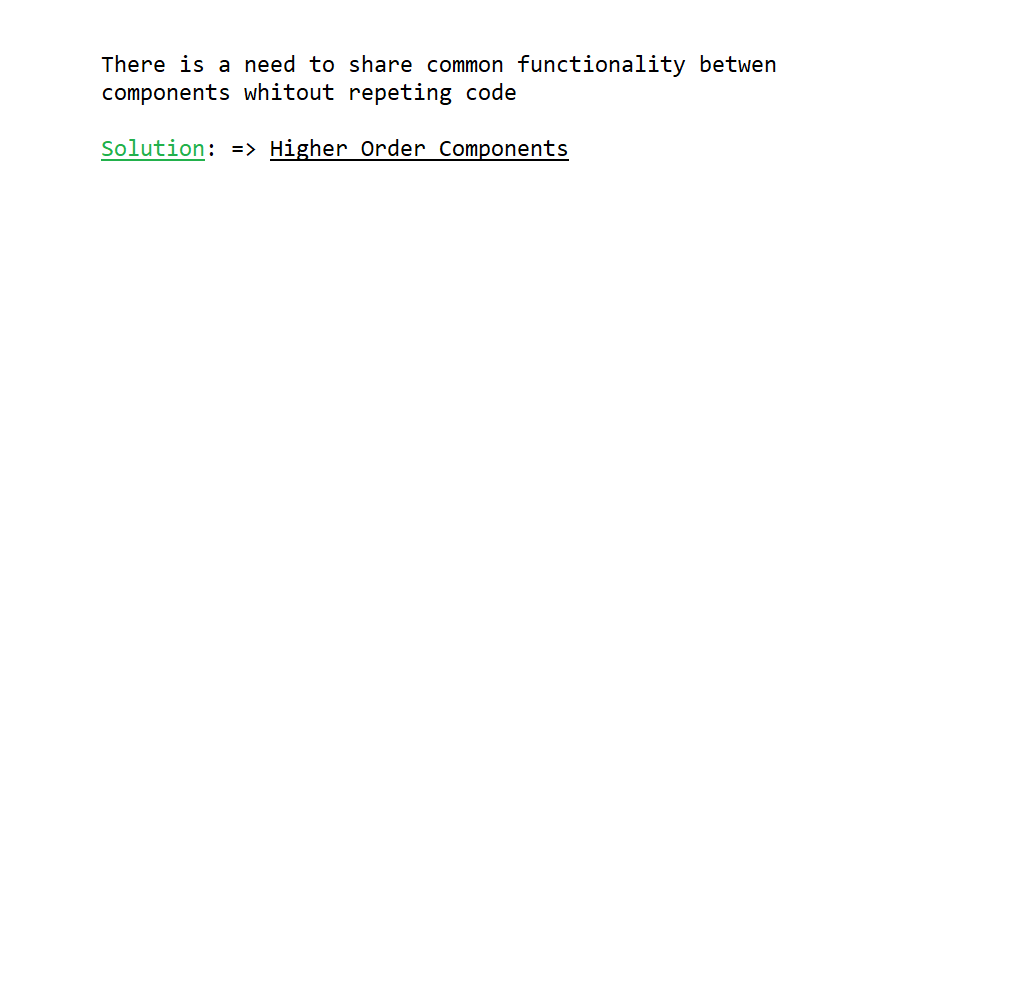 There is a need to share common functionality betwen
components whitout repeting code
Solution: => Higher Order Components